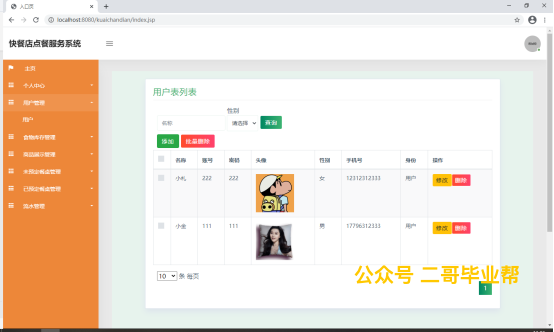 入口页
localhost:8080/kuaichandian/Index.jsp
快餐店点餐服务系统
主页
个人中心
用户管理
用户
食物库存管理
商品展示管理
未预定餐桌管理
已预定餐桌管理
流水管理
用户表列表
性别
名称
请选择
查询
添加
批量删除
名称 账号 密码 头像 性别 手机号 身份 操作
小礼 222 222 女 12312312333 用户 修改 删除
小金 111 111 男 17796312333 用户 修改 删除
10 条 每页
公众号 二哥毕业帮
1